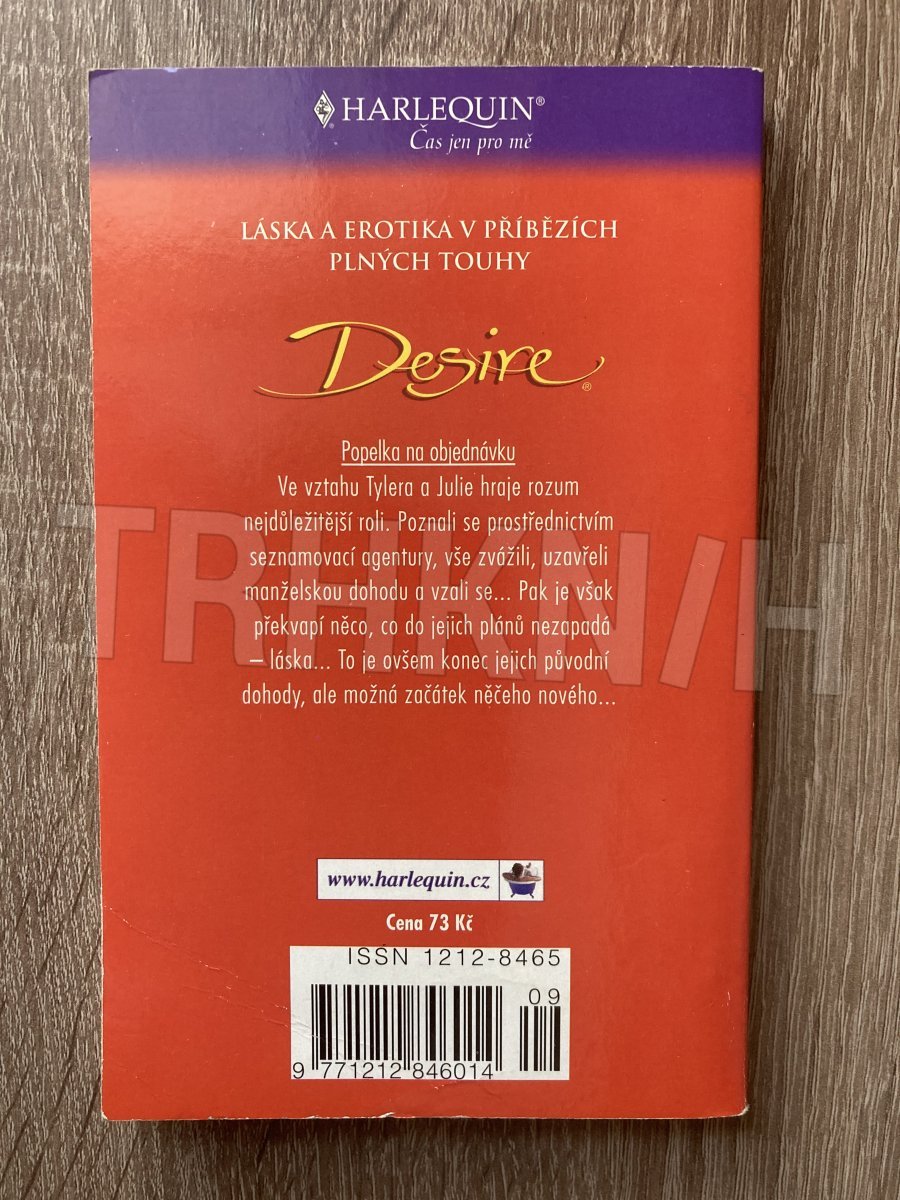 HARLEQUIN®
Čas jen pro mě
LÁSKA A EROTIKA V PŘÍBĚZÍCH
PLNÝCH TOUHY
Desire®
Popelka na objednávku
Ve vztahu Tylera a Julie hraje rozum
nejdůležitější roli. Poznali se prostřednictvím
seznamovací agentury, vše zvážili, uzavřeli
manželskou dohodu a vzali se... Pak je však
překvapí něco, co do jejich plánů nezapadá
– láska... To je ovšem konec jejich původní
dohody, ale možná začátek něčeho nového...
TRHKNIH
www.harlequin.cz
Cena 73 Kč
ISSN 1212-8465
09
9 771212 846014